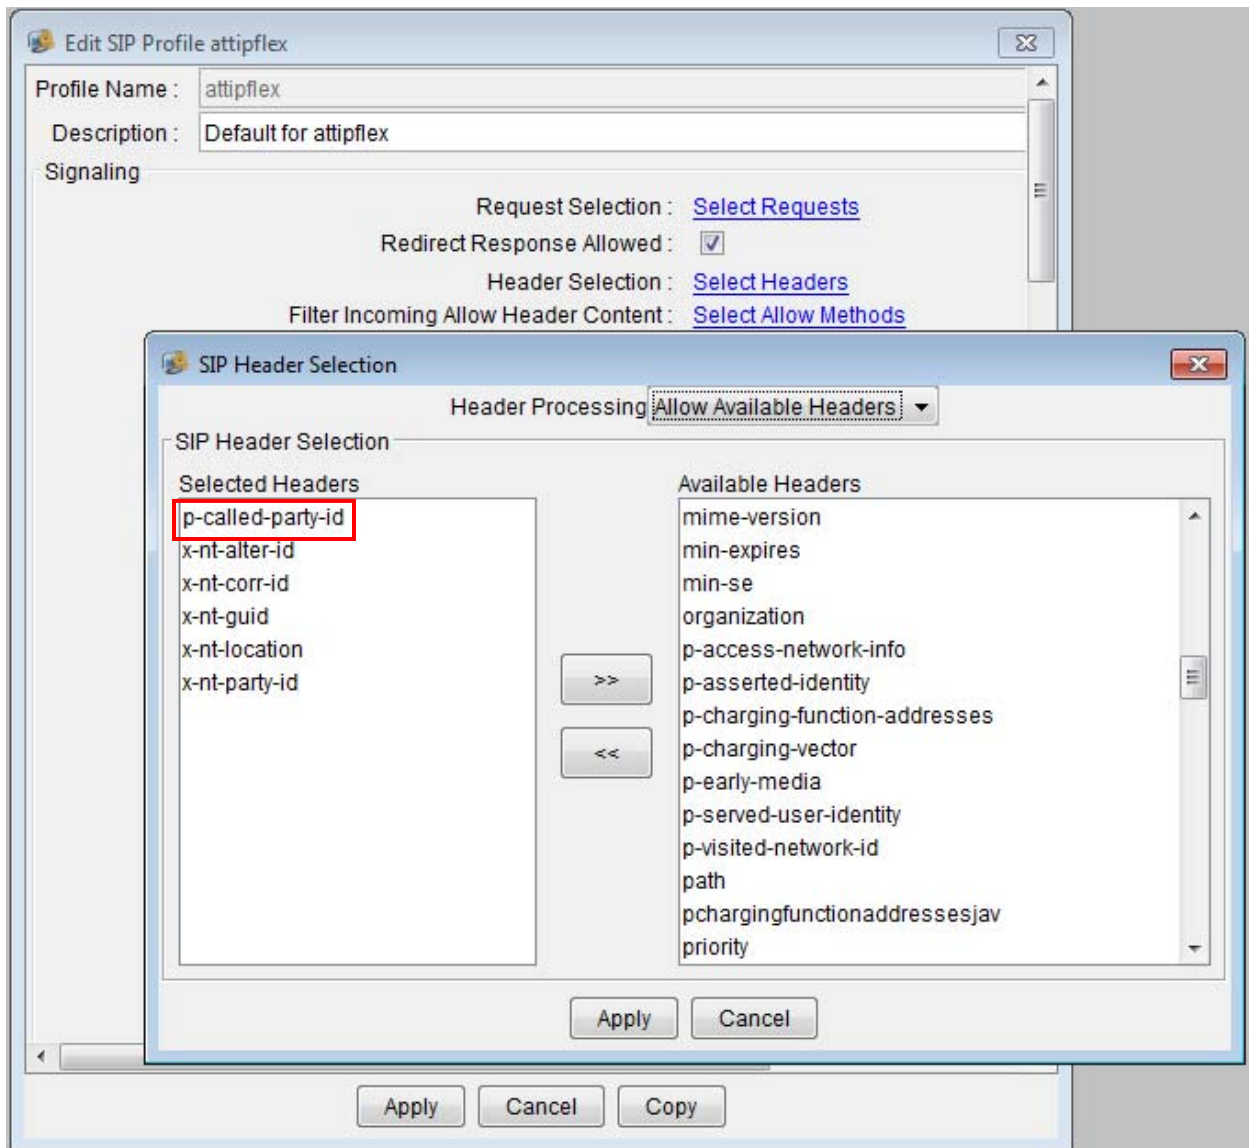 Edit SIP Profile attipflex
Profile Name : attipflex
Description : Default for attipflex
Signaling
Request Selection : Select Requests
Redirect Response Allowed :
Header Selection : Select Headers
Filter Incoming Allow Header Content : Select Allow Methods
SIP Header Selection
Header Processing Allow Available Headers
SIP Header Selection
Selected Headers
p-called-party-id
x-nt-alter-id
x-nt-corr-id
x-nt-guid
x-nt-location
x-nt-party-id
>>
<<
Available Headers
mime-version
min-expires
min-se
organization
p-access-network-info
p-asserted-identity
p-charging-function-addresses
p-charging-vector
p-early-media
p-served-user-identity
p-visited-network-id
path
pchargingfunctionaddressesjav
priority
Apply Cancel
Apply Cancel Copy